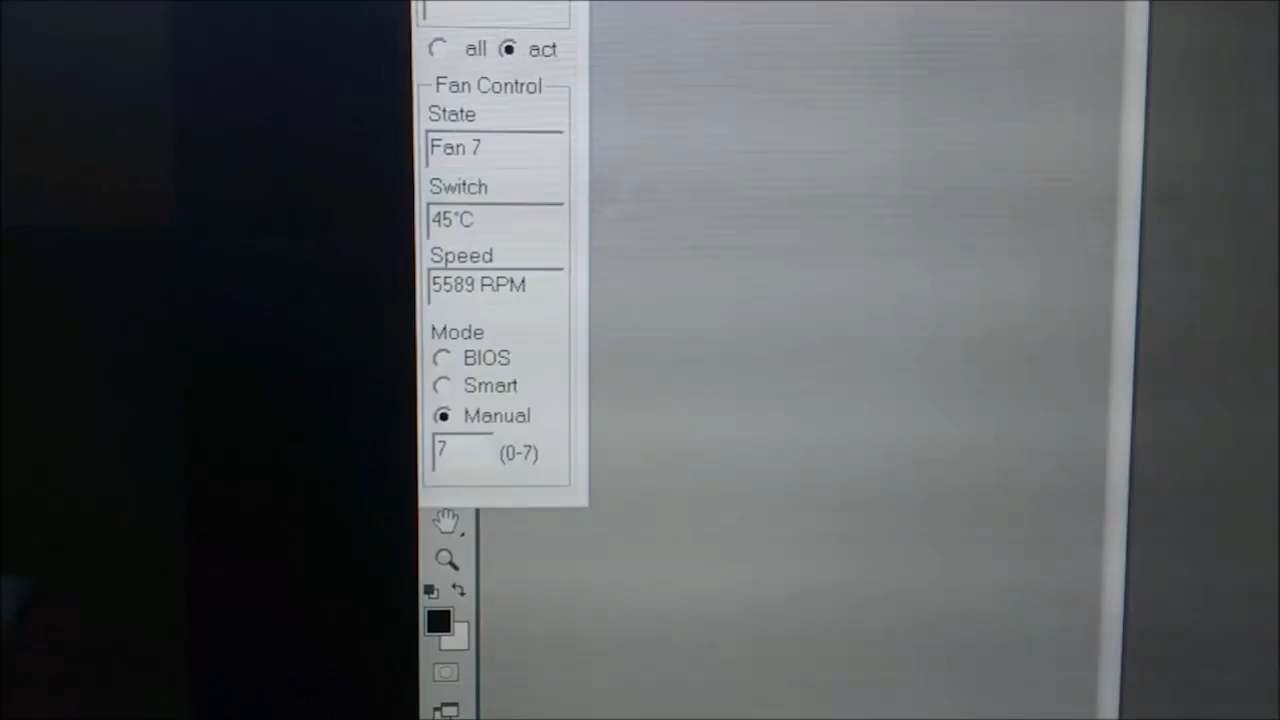 all act
Fan Control
State
Fan 7
Switch
45°C
Speed
5589 RPM
Mode
BIOS
Smart
Manual
7 (0-7)